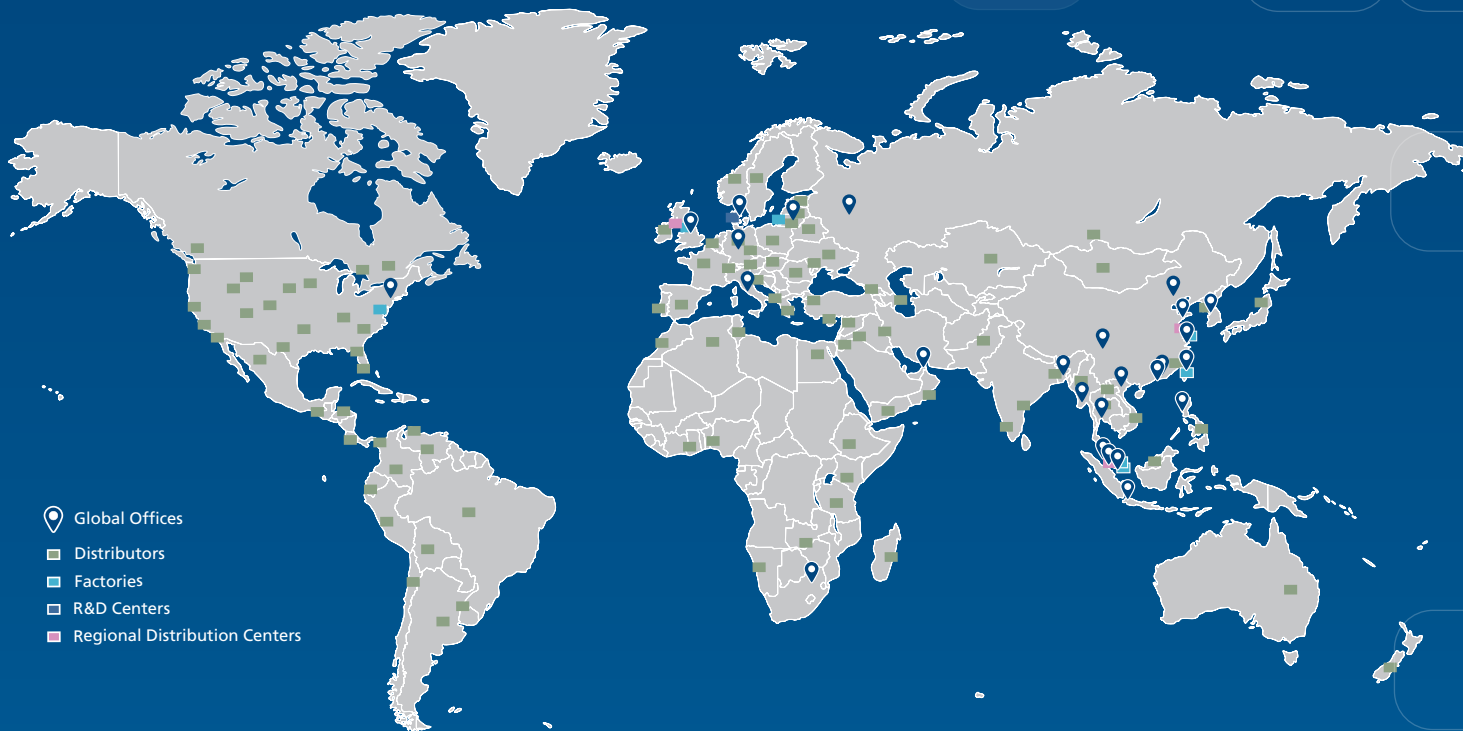 Global Offices
Distributors
Factories
R&D Centers
Regional Distribution Centers